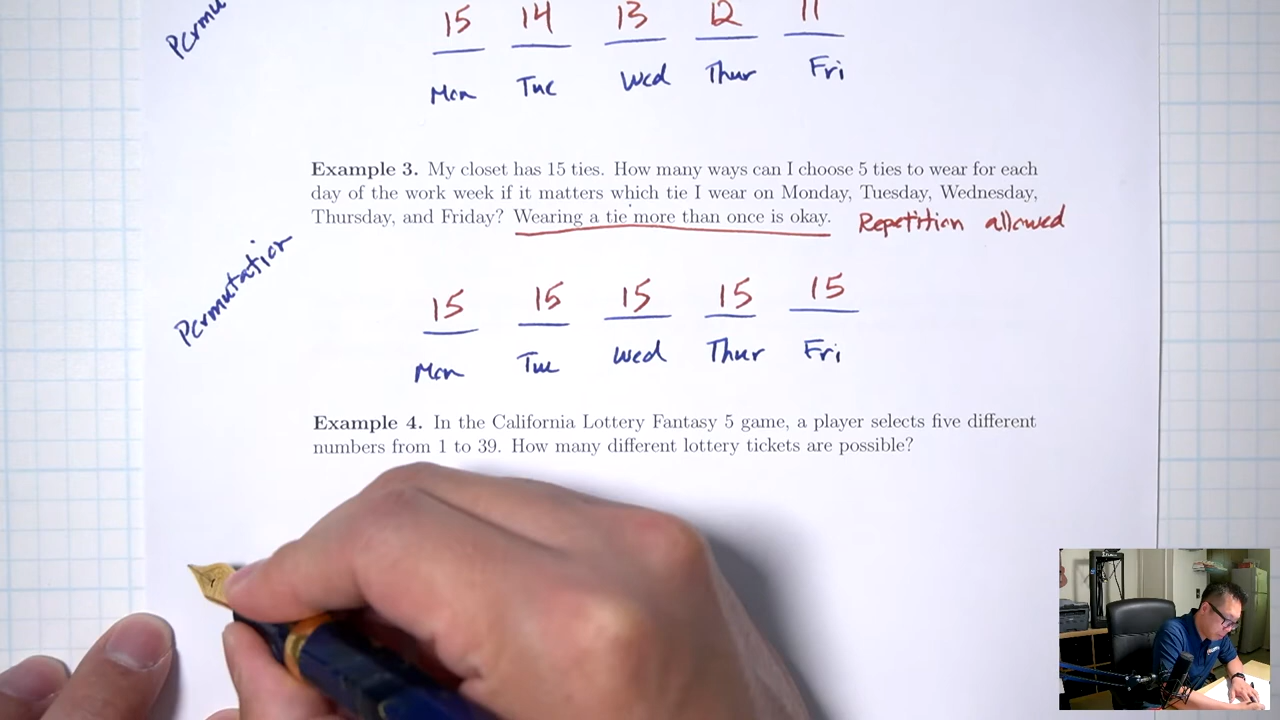 15 14 13 12 11
Mon Tue Wed Thur Fri
Example 3. My closet has 15 ties. How many ways can I choose 5 ties to wear for each
day of the work week if it matters which tie I wear on Monday, Tuesday, Wednesday,
Thursday, and Friday? Wearing a tie more than once is okay. Repetition allowed
Permutation
15 15 15 15 15
Mon Tue Wed Thur Fri
Example 4. In the California Lottery Fantasy 5 game, a player selects five different
numbers from 1 to 39. How many different lottery tickets are possible?